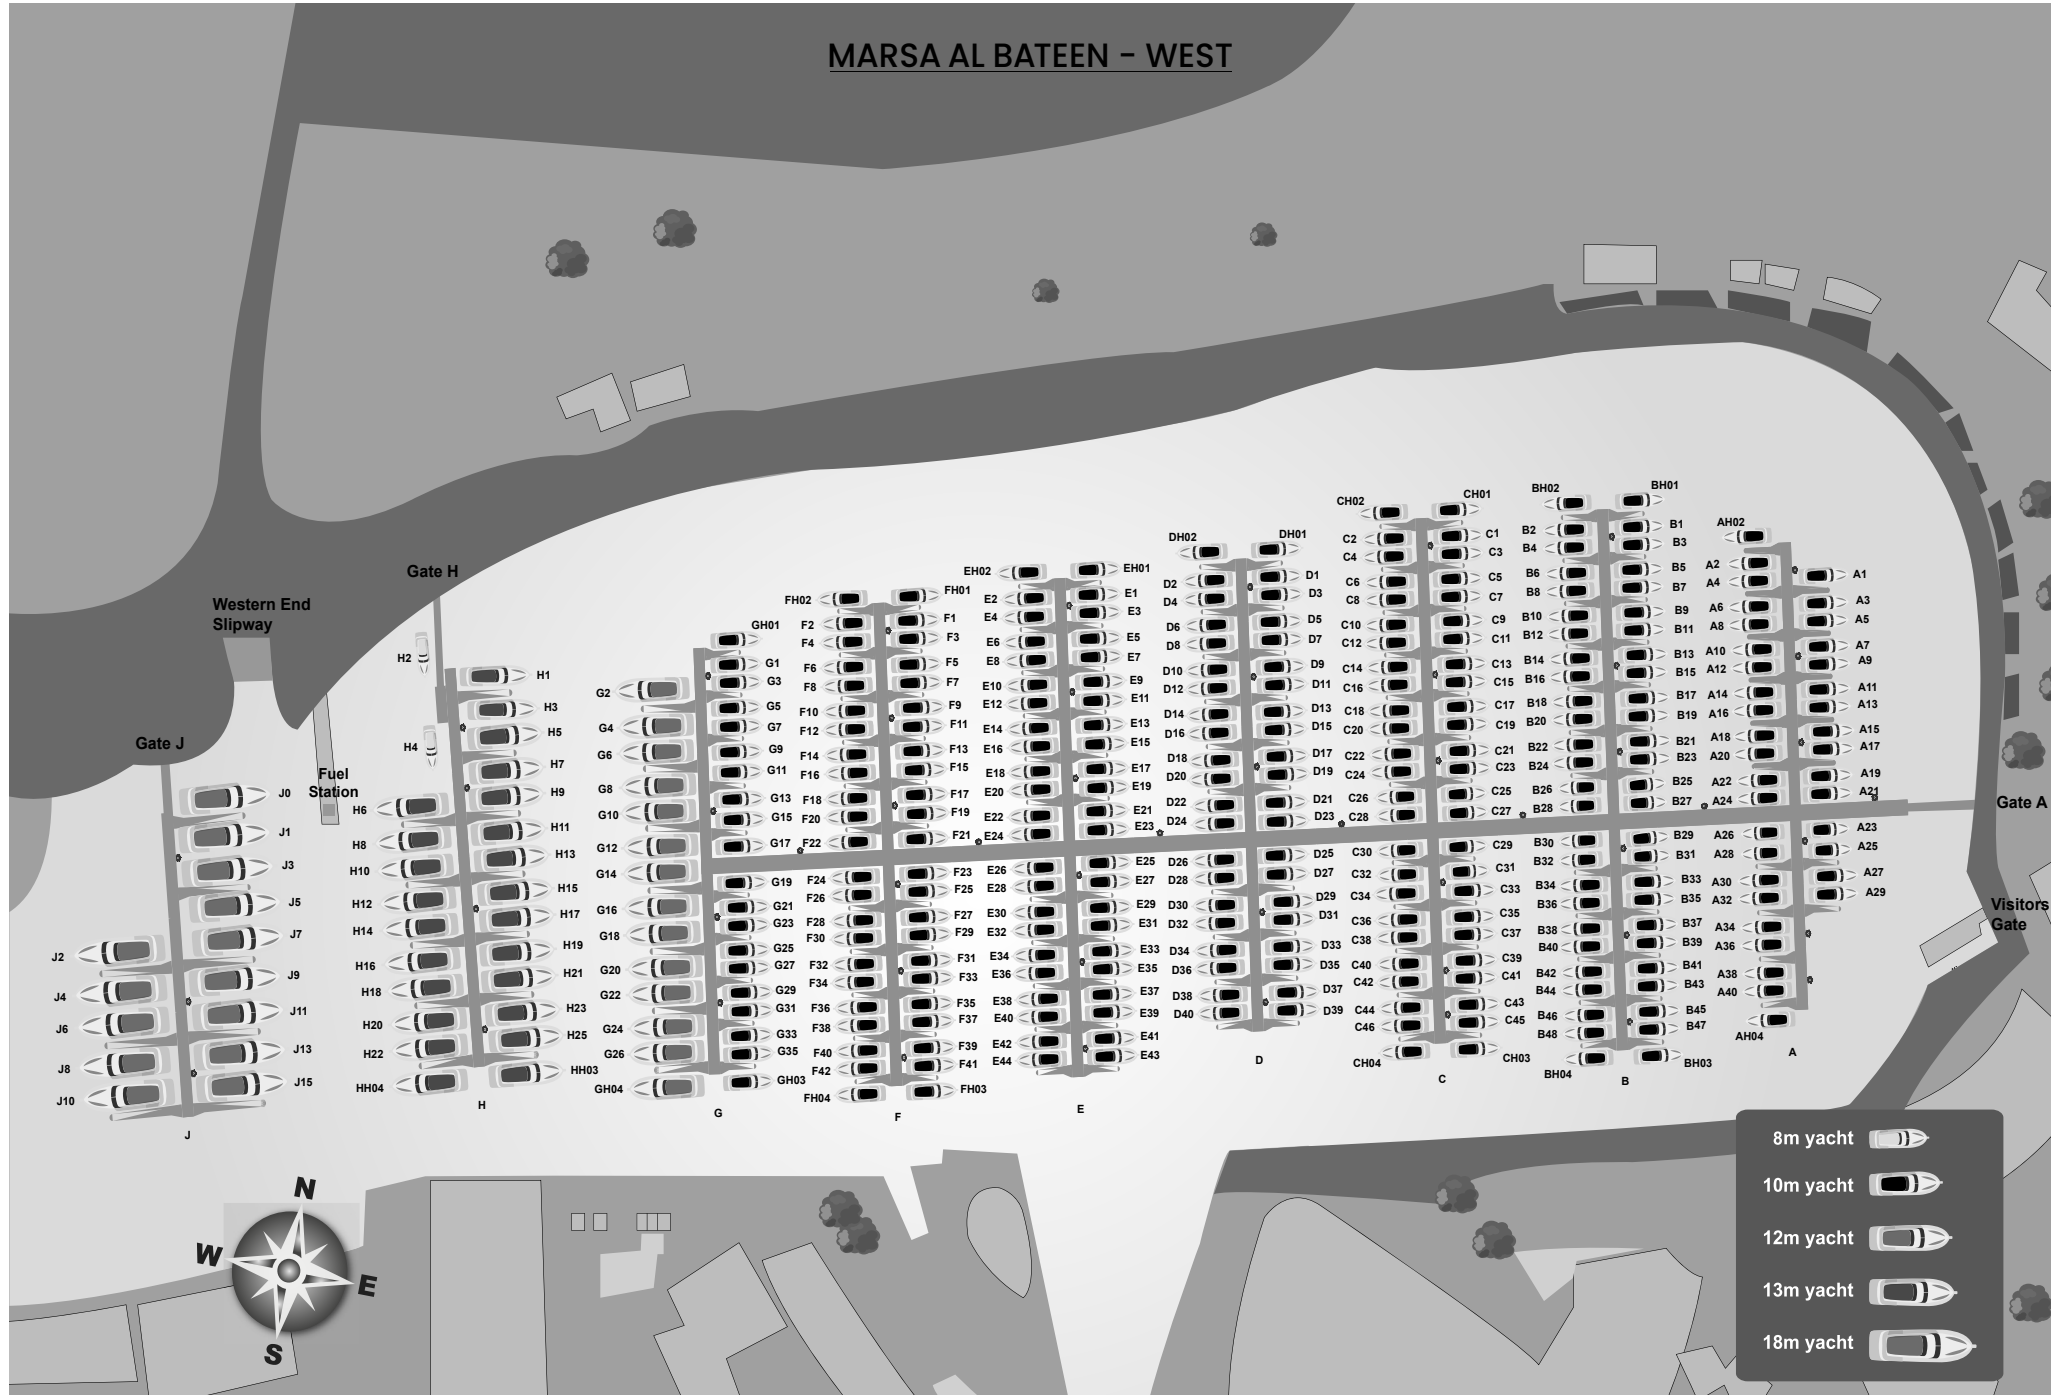 MARSA AL BATEEN - WEST
Gate H
Western End
Slipway
Gate J
Fuel
Station
Gate A
Visitors
Gate
J0
J1
J3
J5
J7
J9
J11
J13
J15
J2
J4
J6
J8
J10
J
H2
H4
H6
H8
H10
H12
H14
H16
H18
H20
H22
HH04
H1
H3
H5
H7
H9
H11
H13
H15
H17
H19
H21
H23
H25
HH03
H
G2
G4
G6
G8
G10
G12
G14
G16
G18
G20
G22
G24
G26
GH04
GH01
G1
G3
G5
G7
G9
G11
G13
G15
G17
G19
G21
G23
G25
G27
G29
G31
G33
G35
GH03
G
FH02
F2
F4
F6
F8
F10
F12
F14
F16
F18
F20
F22
F24
F26
F28
F30
F32
F34
F36
F38
F40
F42
FH04
FH01
F1
F3
F5
F7
F9
F11
F13
F15
F17
F19
F21
F23
F25
F27
F29
F31
F33
F35
F37
F39
F41
FH03
F
EH02
E2
E4
E6
E8
E10
E12
E14
E16
E18
E20
E22
E24
E26
E28
E30
E32
E34
E36
E38
E40
E42
E44
EH01
E1
E3
E5
E7
E9
E11
E13
E15
E17
E19
E21
E23
E25
E27
E29
E31
E33
E35
E37
E39
E41
E43
E
DH02
D2
D4
D6
D8
D10
D12
D14
D16
D18
D20
D22
D24
D26
D28
D30
D32
D34
D36
D38
D40
DH01
D1
D3
D5
D7
D9
D11
D13
D15
D17
D19
D21
D23
D25
D27
D29
D31
D33
D35
D37
D39
D
CH02
C2
C4
C6
C8
C10
C12
C14
C16
C18
C20
C22
C24
C26
C28
C30
C32
C34
C36
C38
C40
C42
C44
C46
CH04
CH01
C1
C3
C5
C7
C9
C11
C13
C15
C17
C19
C21
C23
C25
C27
C29
C31
C33
C35
C37
C39
C41
C43
C45
CH03
C
BH02
B2
B4
B6
B8
B10
B12
B14
B16
B18
B20
B22
B24
B26
B28
B30
B32
B34
B36
B38
B40
B42
B44
B46
B48
BH04
BH01
B1
B3
B5
B7
B9
B11
B13
B15
B17
B19
B21
B23
B25
B27
B29
B31
B33
B35
B37
B39
B41
B43
B45
B47
BH03
B
AH02
A2
A4
A6
A8
A10
A12
A14
A16
A18
A20
A22
A24
A26
A28
A30
A32
A34
A36
A38
A40
AH04
A1
A3
A5
A7
A9
A11
A13
A15
A17
A19
A21
A23
A25
A27
A29
A
N
W
E
S
8m yacht
10m yacht
12m yacht
13m yacht
18m yacht